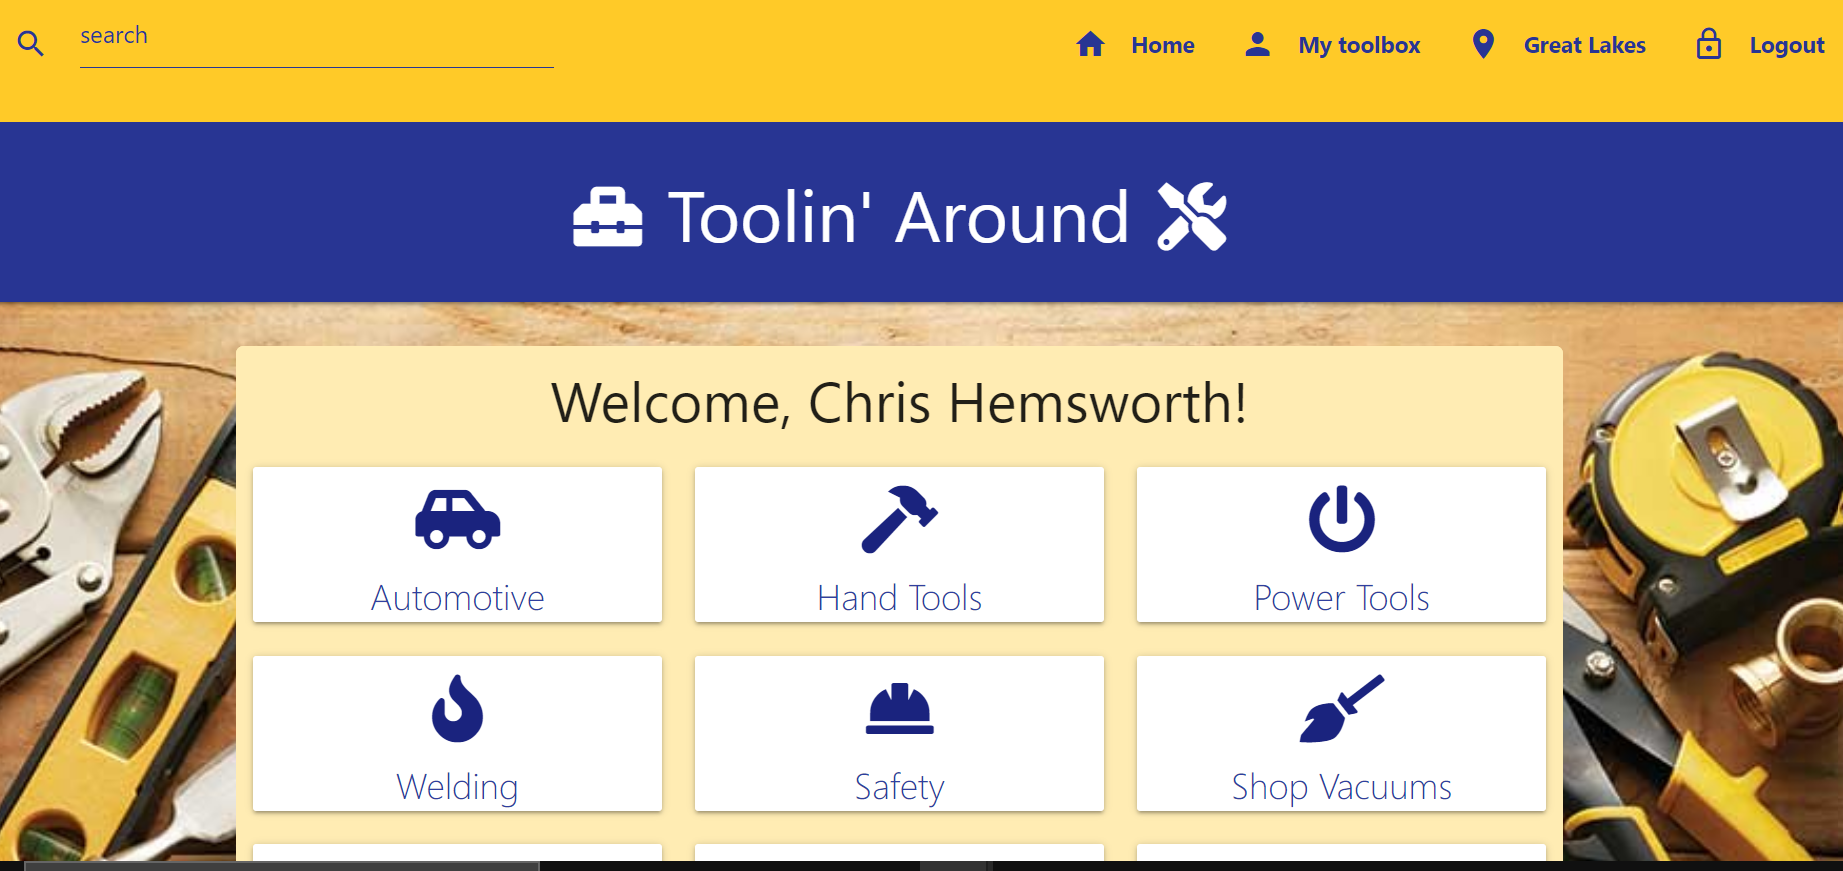 search
Home
My toolbox
Great Lakes
Logout
Toolin' Around
Welcome, Chris Hemsworth!
Automotive
Hand Tools
Power Tools
Welding
Safety
Shop Vacuums